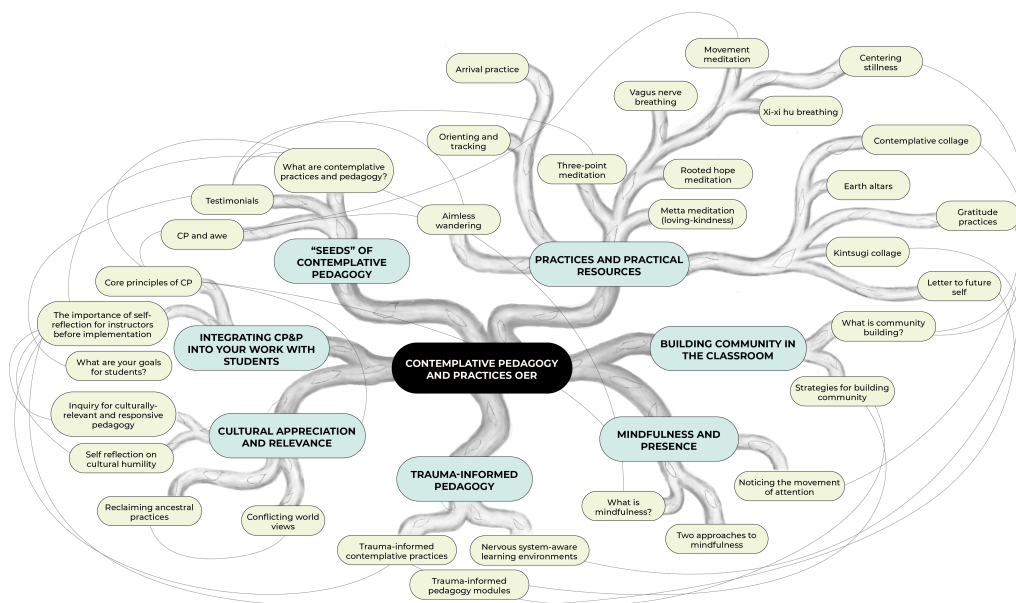 Movement
meditation
Centering
stillness
Arrival practice
Vagus nerve
breathing
Xi-xi hu breathing
Orienting and
tracking
Contemplative collage
Three-point
meditation
What are contemplative
practices and pedagogy?
Rooted hope
meditation
Earth altars
Testimonials
Aimless
wandering
Metta meditation
(loving-kindness)
Gratitude
practices
CP and awe
"SEEDS" OF
CONTEMPLATIVE
PEDAGOGY
PRACTICES AND PRACTICAL
RESOURCES
Kintsugi collage
Core principles of CP
Letter to future
self
The importance of self-
reflection for instructors
before implementation
INTEGRATING CP&P
INTO YOUR WORK WITH
STUDENTS
BUILDING COMMUNITY IN
THE CLASSROOM
What is community
building?
What are your goals
for students?
CONTEMPLATIVE PEDAGOGY
AND PRACTICES OER
Strategies for building
community
Inquiry for culturally-
relevant and responsive
pedagogy
CULTURAL APPRECIATION
AND RELEVANCE
MINDFULNESS AND
PRESENCE
Self reflection on
cultural humility
TRAUMA-INFORMED
PEDAGOGY
Noticing the movement
of attention
Reclaiming ancestral
practices
Conflicting world
views
What is
mindfulness?
Two approaches to
mindfulness
Trauma-informed
contemplative practices
Nervous system-aware
learning environments
Trauma-informed
pedagogy modules